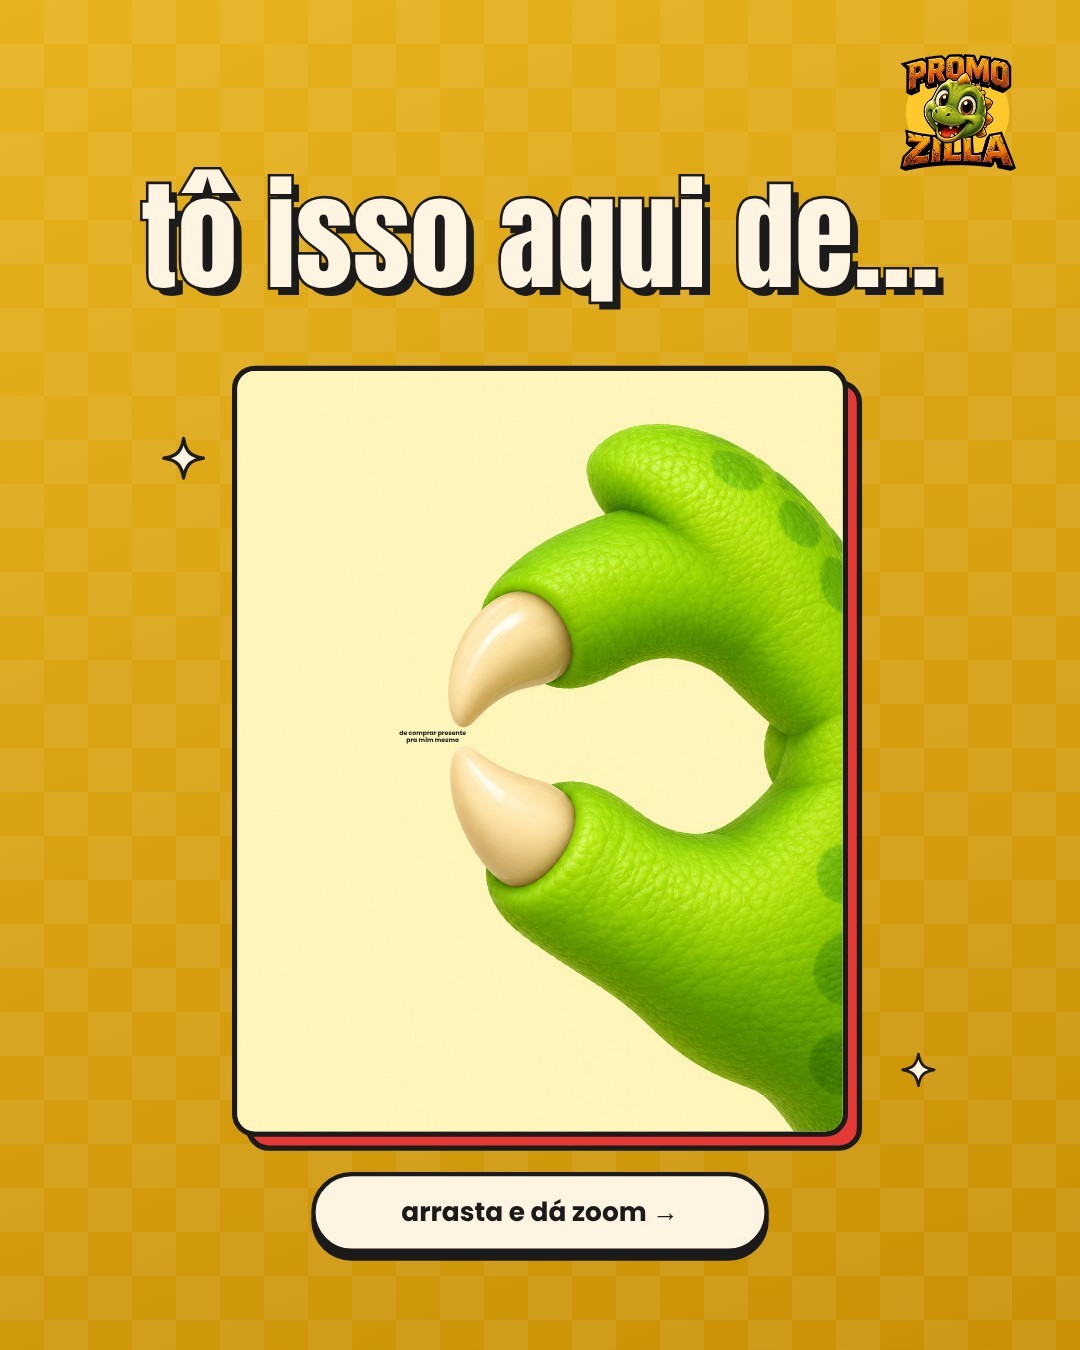 PROMO
ZILLA
tô isso aqui de...
de comprar presente
pra mim mesmo
arrasta e dá zoom →